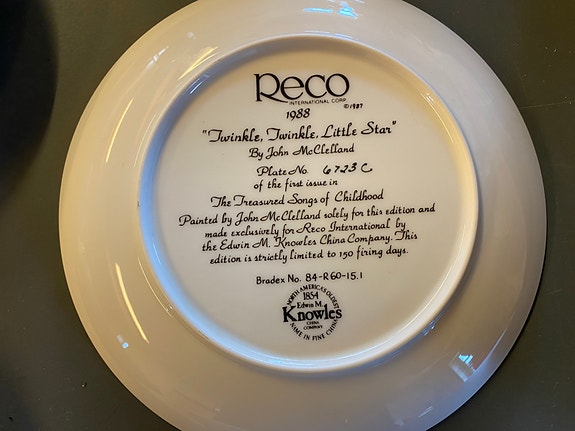 Reco
INTERNATIONAL CORP.
©1987
1988
"Twinkle, Twinkle, Little Star"
By John McClelland
Plate No. 6723 C
of the first issue in
The Treasured Songs of Childhood
Painted by John McClelland solely for this edition and
made exclusively for Reco International by
the Edwin M. Knowles China Company. This
edition is strictly limited to 150 firing days.
Bradex No. 84-R60-15.1
NORTH AMERICA'S OLDEST
1854
Edwin M.
Knowles
CHINA
COMPANY
NAME IN FINE CHINA